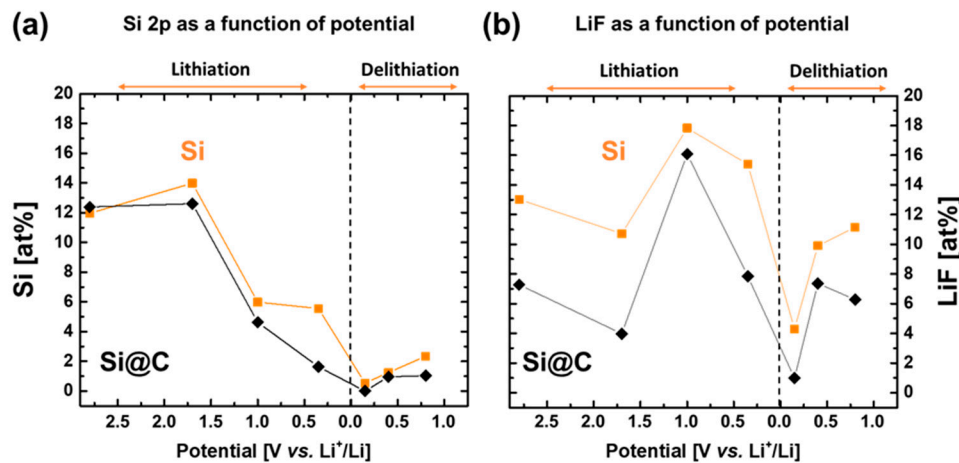 (a) Si 2p as a function of potential
Lithiation Delithiation
20
18
16
14
12
10
8
6
4
2
0
Si [at%]
Si
Si@C
2.5 2.0 1.5 1.0 0.5 0.0 0.5 1.0
Potential [V vs. Li⁺/Li]
(b) LiF as a function of potential
Lithiation Delithiation
Si
Si@C
20
18
16
14
12
10
8
6
4
2
0
LiF [at%]
2.5 2.0 1.5 1.0 0.5 0.0 0.5 1.0
Potential [V vs. Li⁺/Li]